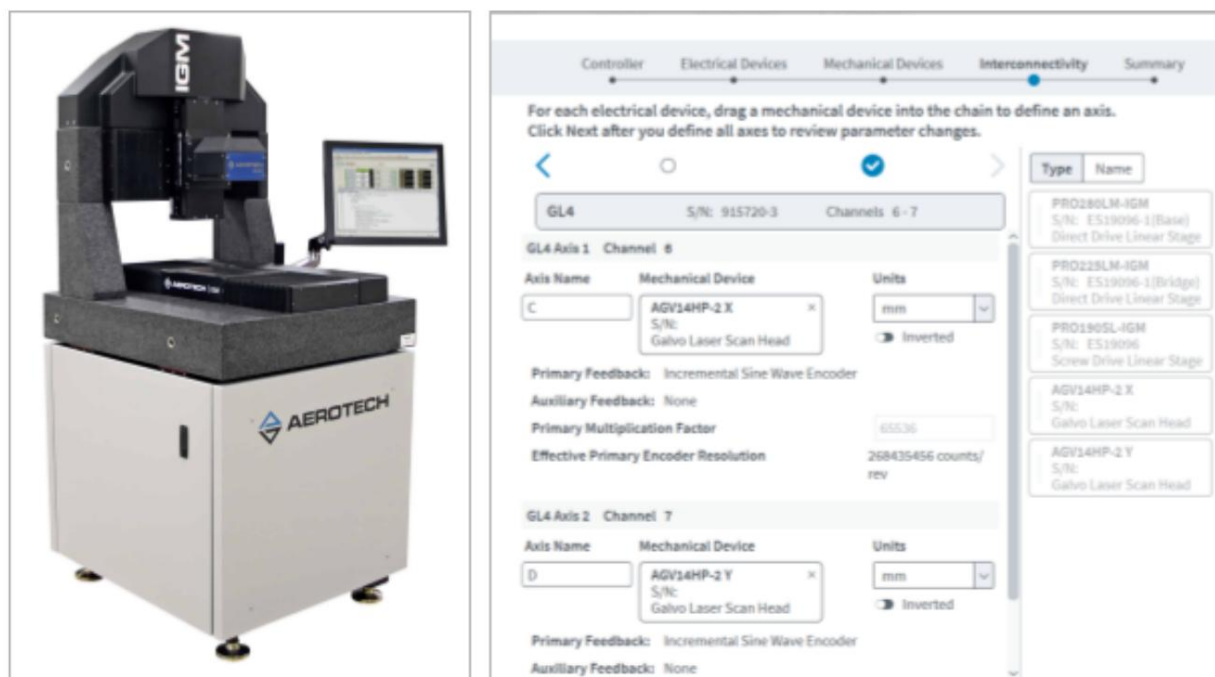 IGM
AEROTECH
AEROTECH
AEROTECH
Controller Electrical Devices Mechanical Devices Interconnectivity Summary
For each electrical device, drag a mechanical device into the chain to define an axis.
Click Next after you define all axes to review parameter changes.
GL4 S/N: 915720-3 Channels 6 - 7
GL4 Axis 1 Channel 6
Axis Name Mechanical Device Units
C AGV14HP-2 X × mm
S/N:
Galvo Laser Scan Head Inverted
Primary Feedback: Incremental Sine Wave Encoder
Auxiliary Feedback: None
Primary Multiplication Factor 65536
Effective Primary Encoder Resolution 268435456 counts/
rev
GL4 Axis 2 Channel 7
Axis Name Mechanical Device Units
D AGV14HP-2 Y × mm
S/N:
Galvo Laser Scan Head Inverted
Primary Feedback: Incremental Sine Wave Encoder
Auxiliary Feedback: None
Type Name
PRO280LM-IGM
S/N: ES19096-1(Base)
Direct Drive Linear Stage
PRO225LM-IGM
S/N: ES19096-1(Bridge)
Direct Drive Linear Stage
PRO190SL-IGM
S/N: ES19096
Screw Drive Linear Stage
AGV14HP-2 X
S/N:
Galvo Laser Scan Head
AGV14HP-2 Y
S/N:
Galvo Laser Scan Head